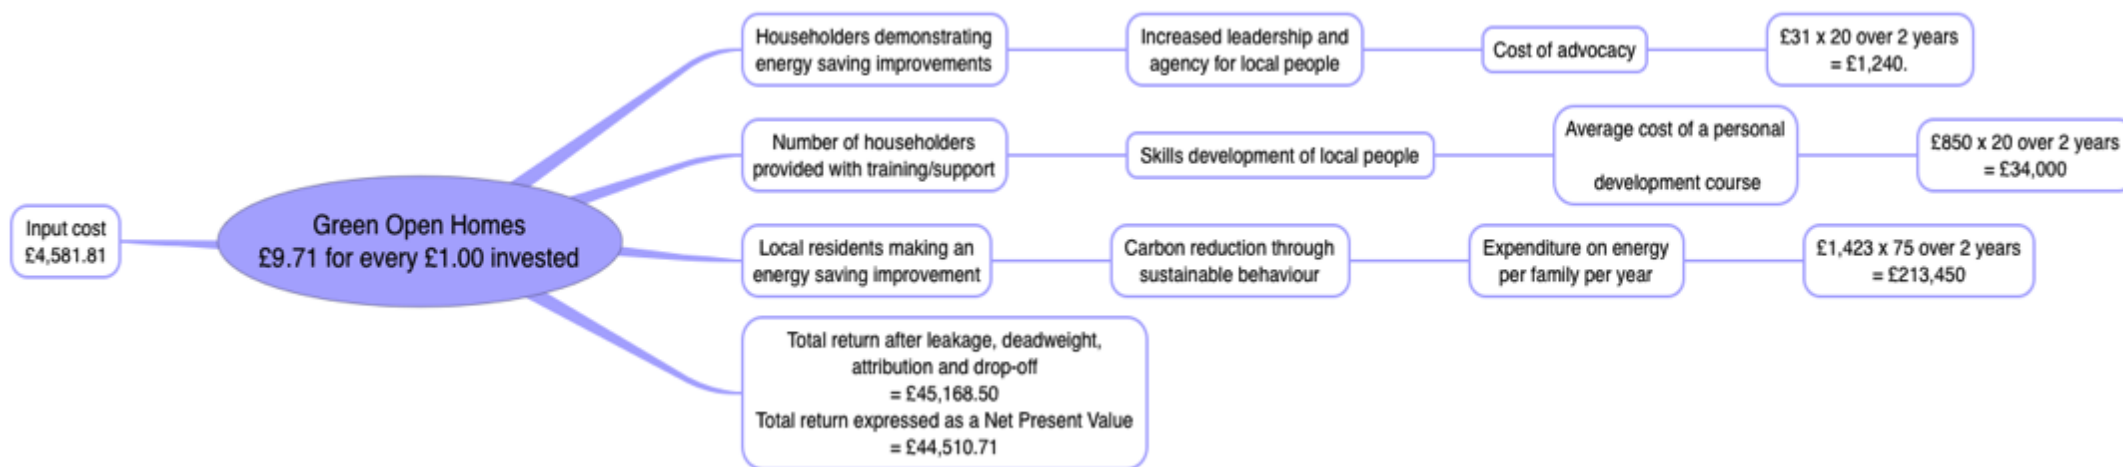 Input cost
£4,581.81
Green Open Homes
£9.71 for every £1.00 invested
Householders demonstrating
energy saving improvements
Increased leadership and
agency for local people
Cost of advocacy
£31 x 20 over 2 years
= £1,240.
Number of householders
provided with training/support
Skills development of local people
Average cost of a personal
development course
£850 x 20 over 2 years
= £34,000
Local residents making an
energy saving improvement
Carbon reduction through
sustainable behaviour
Expenditure on energy
per family per year
£1,423 x 75 over 2 years
= £213,450
Total return after leakage, deadweight,
attribution and drop-off
= £45,168.50
Total return expressed as a Net Present Value
= £44,510.71